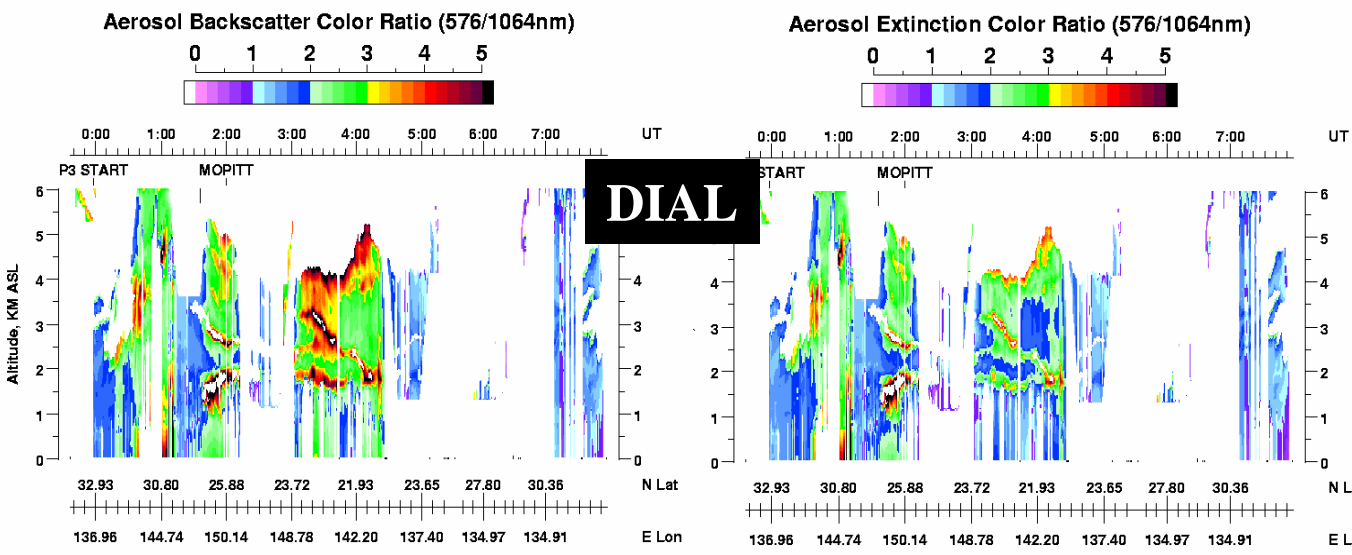 Aerosol Backscatter Color Ratio (576/1064nm)
0 1 2 3 4 5
0:00 1:00 2:00 3:00 4:00 5:00 6:00 7:00 UT
P3 START MOPITT
6
5
4
3
2
1
0
Altitude, KM ASL
4
3
2
1
0
32.93 30.80 25.88 23.72 21.93 23.65 27.80 30.36 N Lat
136.96 144.74 150.14 148.78 142.20 137.40 134.97 134.91 E Lon
DIAL
Aerosol Extinction Color Ratio (576/1064nm)
0 1 2 3 4 5
0:00 1:00 2:00 3:00 4:00 5:00 6:00 7:00 UT
START MOPITT
4
3
2
1
0
6
5
4
3
2
1
0
32.93 30.80 25.88 23.72 21.93 23.65 27.80 30.36 N L
136.96 144.74 150.14 148.78 142.20 137.40 134.97 134.91 E L